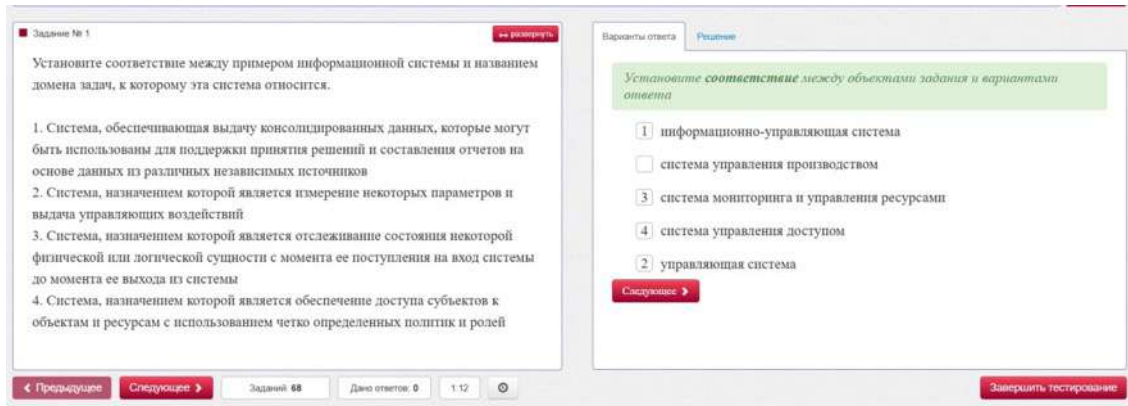 Задание № 1
развернуть
Установите соответствие между примером информационной системы и названием
домена задач, к которому эта система относится.
1. Система, обеспечивающая выдачу консолидированных данных, которые могут
быть использованы для поддержки принятия решений и составления отчетов на
основе данных из различных независимых источников
2. Система, назначением которой является измерение некоторых параметров и
выдача управляющих воздействий
3. Система, назначением которой является отслеживание состояния некоторой
физической или логической сущности с момента ее поступления на вход системы
до момента ее выхода из системы
4. Система, назначением которой является обеспечение доступа субъектов к
объектам и ресурсам с использованием четко определенных политик и ролей
Варианты ответа Решение
Установите соответствие между объектами задания и вариантами
ответа
1 информационно-управляющая система
система управления производством
3 система мониторинга и управления ресурсами
4 система управления доступом
2 управляющая система
Следующее
Предыдущее Следующее Заданий: 68 Дано ответов: 0 1:12 Завершить тестирование